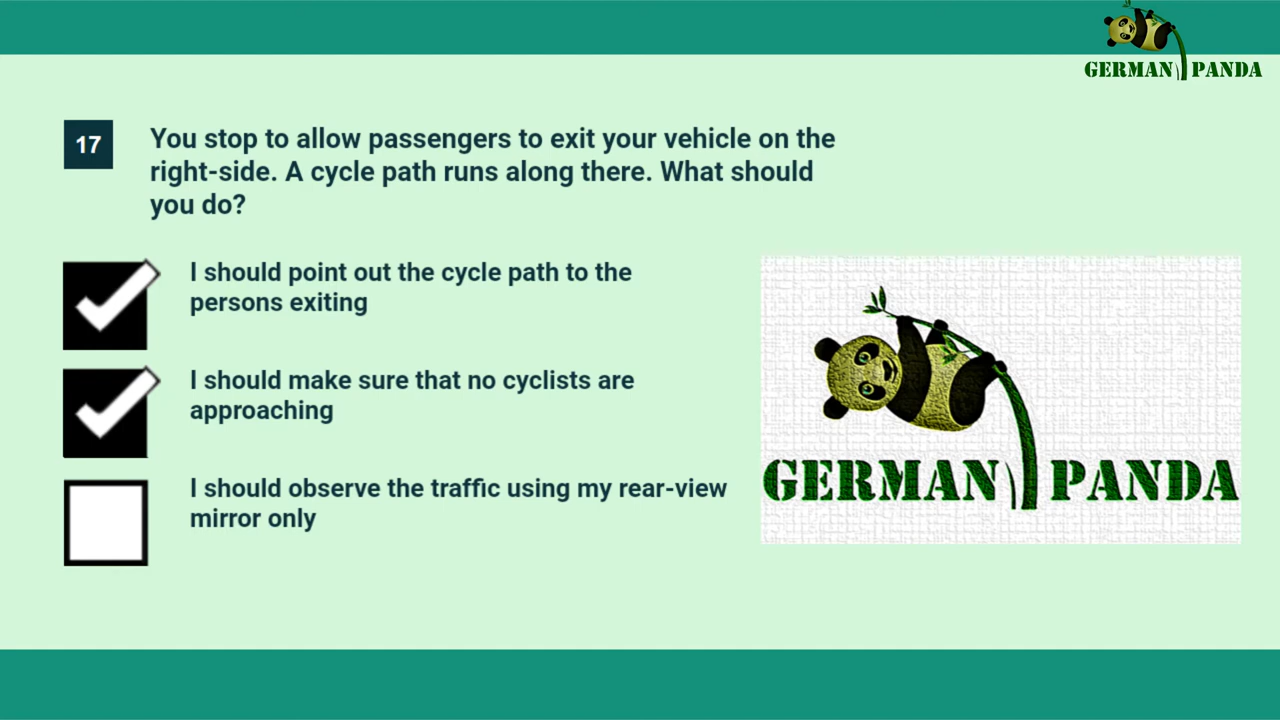 GERMAN PANDA
17
You stop to allow passengers to exit your vehicle on the
right-side. A cycle path runs along there. What should
you do?
I should point out the cycle path to the
persons exiting
I should make sure that no cyclists are
approaching
I should observe the traffic using my rear-view
mirror only
GERMAN PANDA